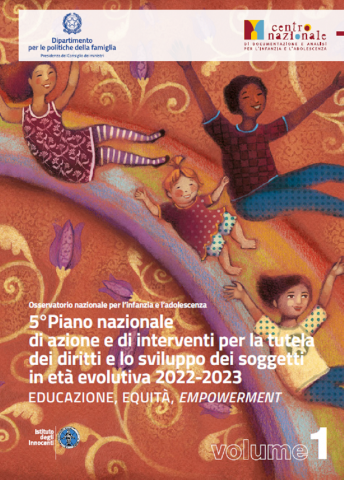 Dipartimento
per le politiche della famiglia
Presidenza del Consiglio dei ministri
centro
nazionale
DI DOCUMENTAZIONE E ANALISI
PER L'INFANZIA E L'ADOLESCENZA
Osservatorio nazionale per l'infanzia e l'adolescenza
5°Piano nazionale
di azione e di interventi per la tutela
dei diritti e lo sviluppo dei soggetti
in età evolutiva 2022-2023
EDUCAZIONE, EQUITÀ, EMPOWERMENT
Istituto
degli
Innocenti
volume 1